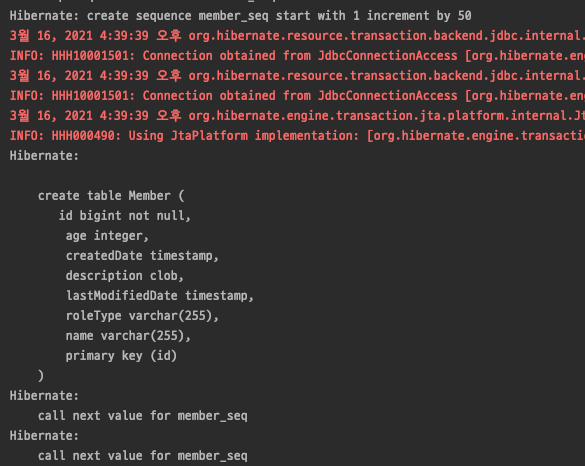 Hibernate: create sequence member_seq start with 1 increment by 50
3월 16, 2021 4:39:39 오후 org.hibernate.resource.transaction.backend.jdbc.internal.
INFO: HHH10001501: Connection obtained from JdbcConnectionAccess [org.hibernate.en
3월 16, 2021 4:39:39 오후 org.hibernate.resource.transaction.backend.jdbc.internal.
INFO: HHH10001501: Connection obtained from JdbcConnectionAccess [org.hibernate.en
3월 16, 2021 4:39:39 오후 org.hibernate.engine.transaction.jta.platform.internal.Jt
INFO: HHH000490: Using JtaPlatform implementation: [org.hibernate.engine.transacti
Hibernate:
create table Member (
id bigint not null,
age integer,
createdDate timestamp,
description clob,
lastModifiedDate timestamp,
roleType varchar(255),
name varchar(255),
primary key (id)
)
Hibernate:
call next value for member_seq
Hibernate:
call next value for member_seq